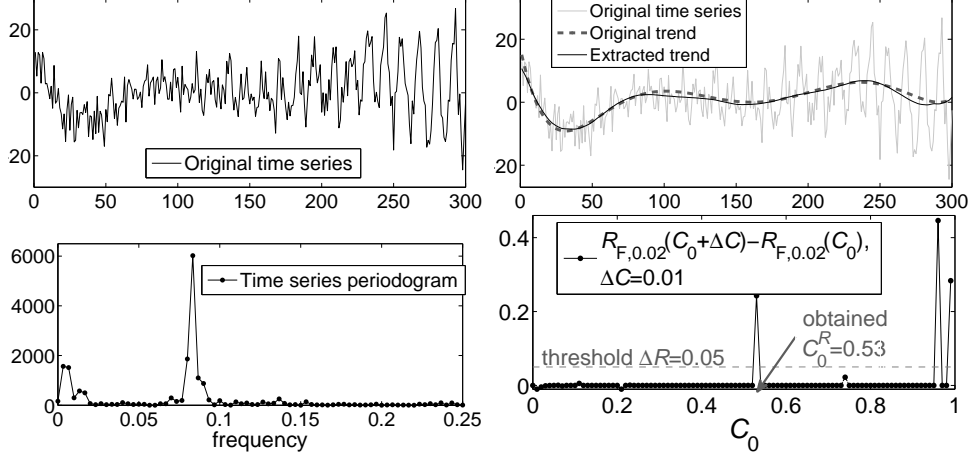 20
0
20
0 50 100 150 200 250 300
Original time series
Original time series
Original trend
Extracted trend
20
0
20
0 50 100 150 200 250 300
6000
4000
2000
0
0 0.05 0.1 0.15 0.2 0.25
Time series periodogram
frequency
R_F,0.02(C_0+ΔC)−R_F,0.02(C_0),
ΔC=0.01
0.4
0.2
0
obtained
C_0^R=0.53
threshold ΔR=0.05
0 0.2 0.4 0.6 0.8 1
C_0